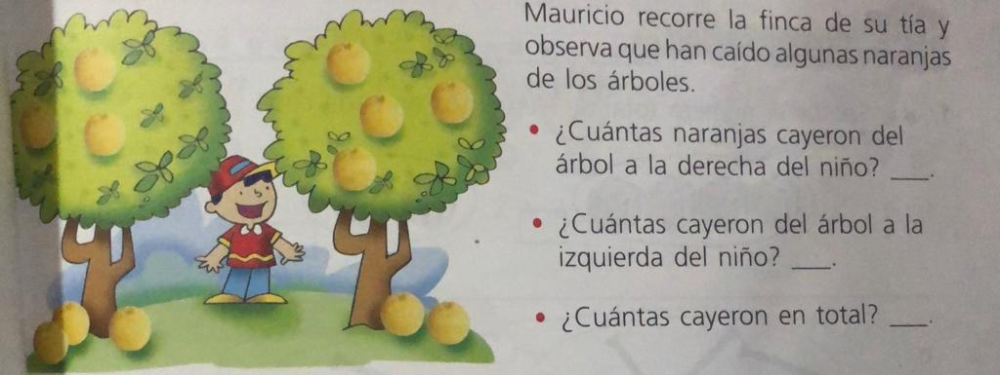 Mauricio recorre la finca de su tía y
observa que han caído algunas naranjas
de los árboles.
• ¿Cuántas naranjas cayeron del
árbol a la derecha del niño? ___.
• ¿Cuántas cayeron del árbol a la
izquierda del niño? ___.
• ¿Cuántas cayeron en total? ___.